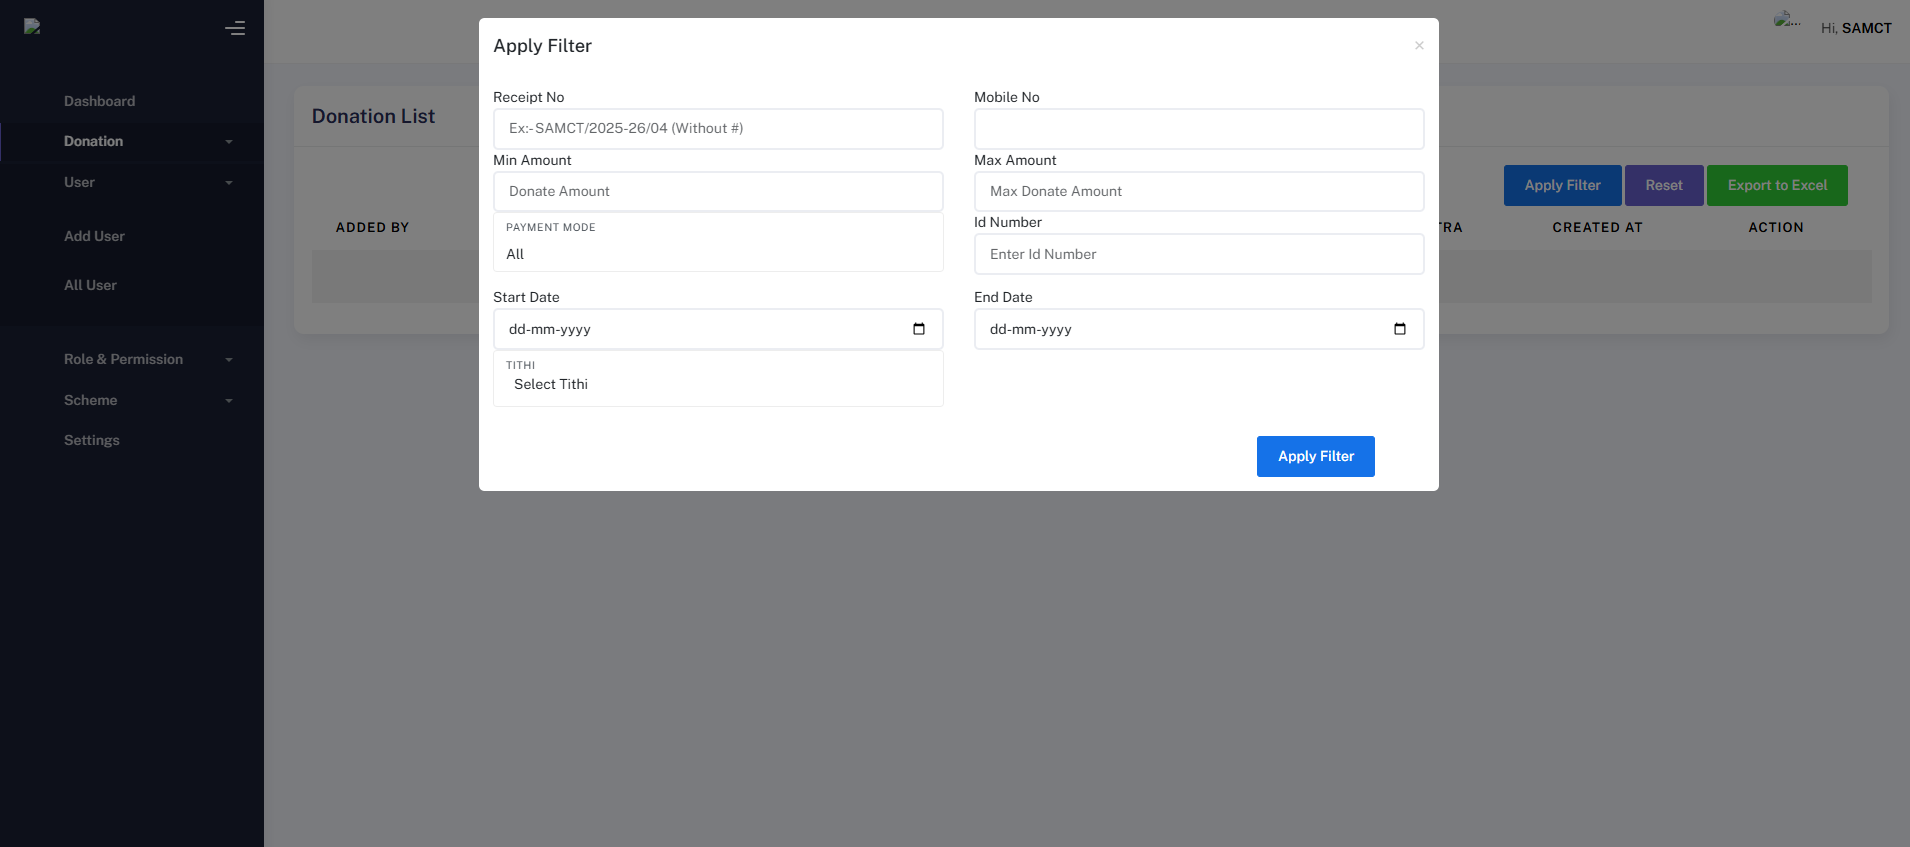 Hi, SAMCT
Dashboard
Donation
User
Add User
All User
Role & Permission
Scheme
Settings
Donation List
Apply Filter
Reset
Export to Excel
ADDED BY
TRA
CREATED AT
ACTION
Apply Filter
×
Receipt No
Mobile No
Ex:- SAMCT/2025-26/04 (Without #)
Min Amount
Max Amount
Donate Amount
Max Donate Amount
PAYMENT MODE
All
Id Number
Enter Id Number
Start Date
End Date
dd-mm-yyyy
dd-mm-yyyy
TITHI
Select Tithi
Apply Filter